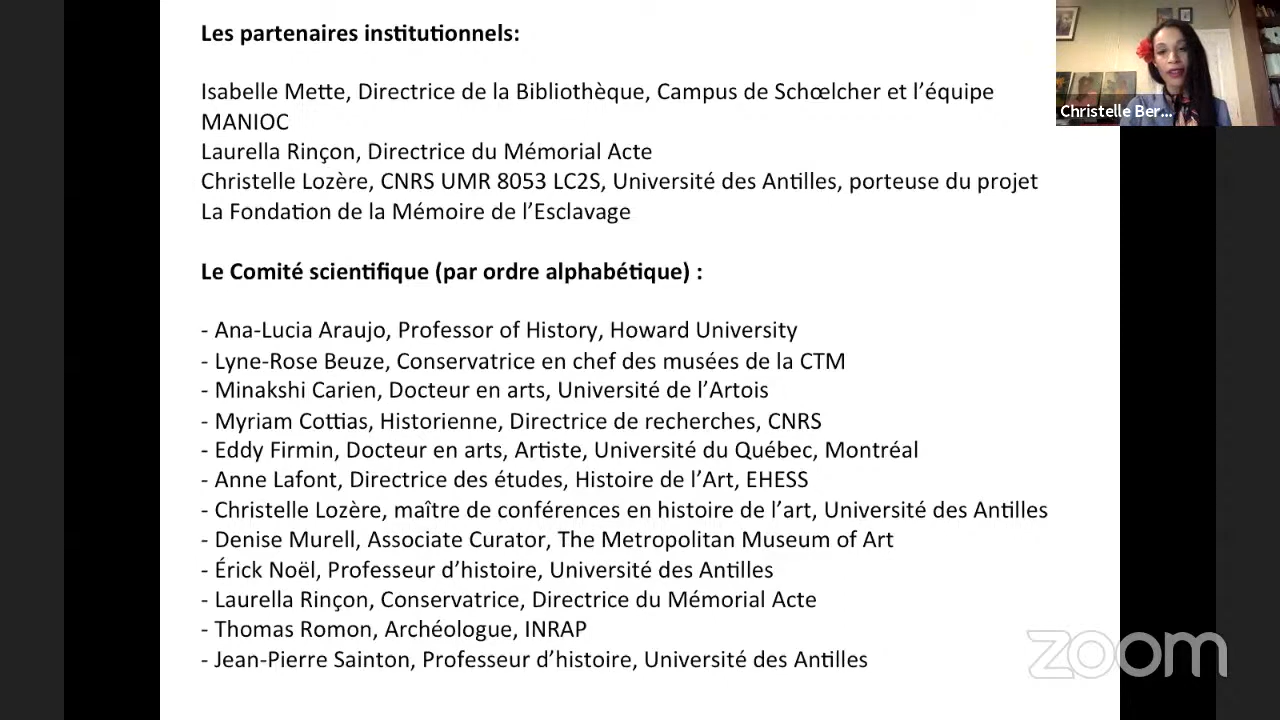 Les partenaires institutionnels:
Isabelle Mette, Directrice de la Bibliothèque, Campus de Schœlcher et l’équipe
MANIOC
Laurella Rinçon, Directrice du Mémorial Acte
Christelle Lozère, CNRS UMR 8053 LC2S, Université des Antilles, porteuse du projet
La Fondation de la Mémoire de l’Esclavage
Le Comité scientifique (par ordre alphabétique) :
- Ana-Lucia Araujo, Professor of History, Howard University
- Lyne-Rose Beuze, Conservatrice en chef des musées de la CTM
- Minakshi Carien, Docteur en arts, Université de l’Artois
- Myriam Cottias, Historienne, Directrice de recherches, CNRS
- Eddy Firmin, Docteur en arts, Artiste, Université du Québec, Montréal
- Anne Lafont, Directrice des études, Histoire de l’Art, EHESS
- Christelle Lozère, maître de conférences en histoire de l’art, Université des Antilles
- Denise Murell, Associate Curator, The Metropolitan Museum of Art
- Érick Noël, Professeur d’histoire, Université des Antilles
- Laurella Rinçon, Conservatrice, Directrice du Mémorial Acte
- Thomas Romon, Archéologue, INRAP
- Jean-Pierre Sainton, Professeur d’histoire, Université des Antilles
Christelle Ber...
zoom